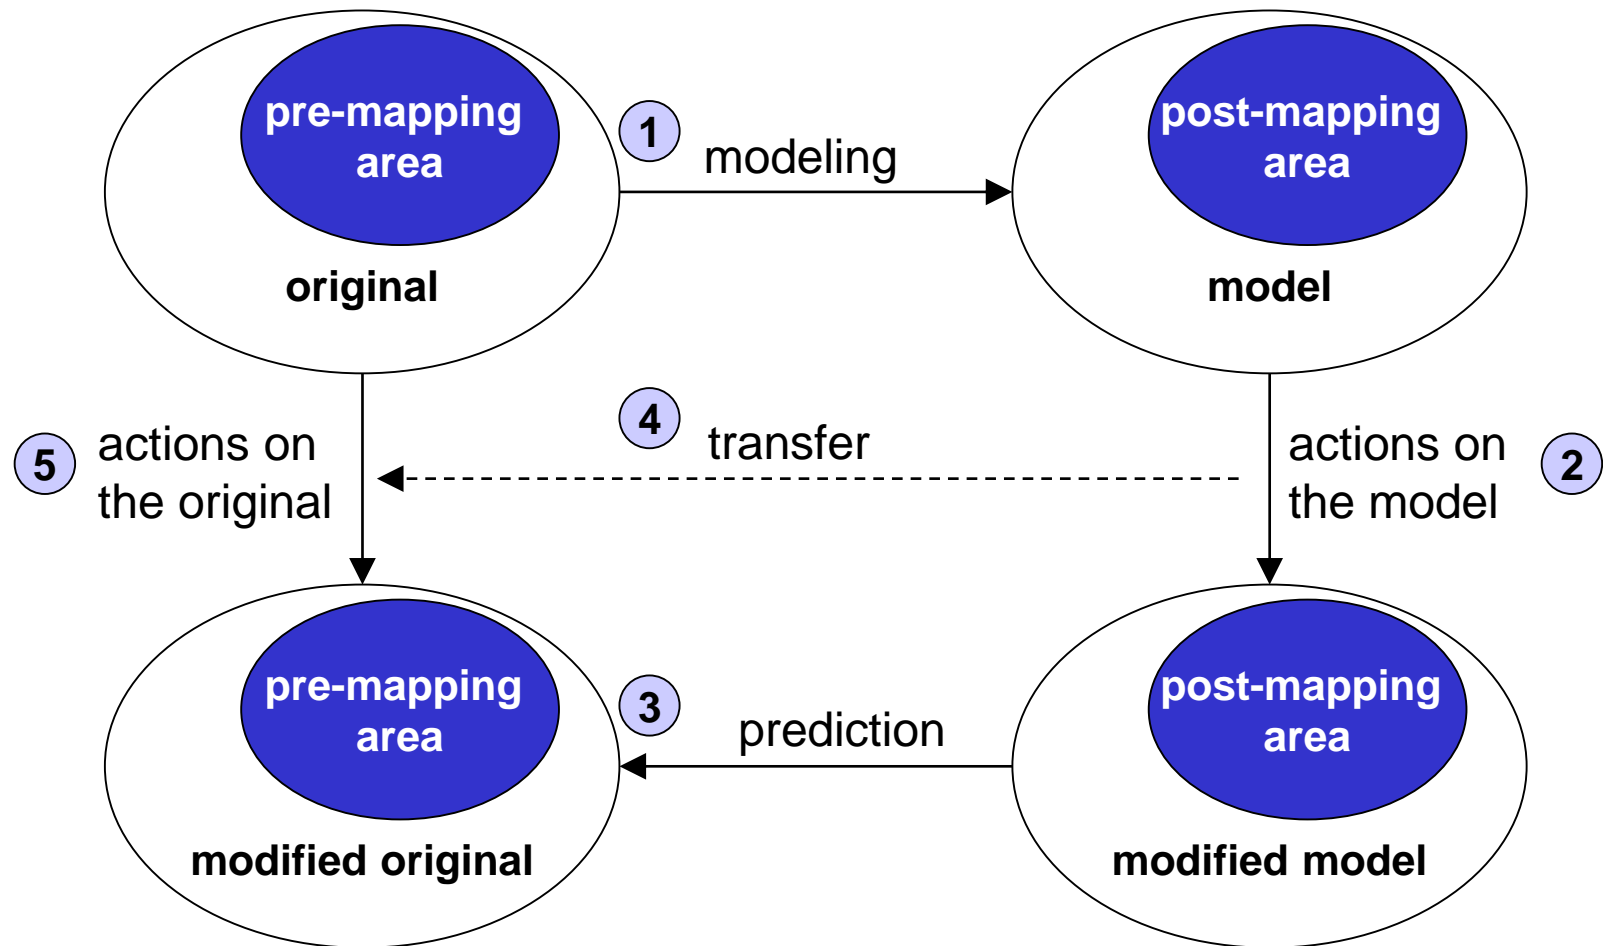 pre-mapping
area
original
1
modeling
post-mapping
area
model
5
actions on
the original
4
transfer
actions on
the model
2
pre-mapping
area
modified original
3
prediction
post-mapping
area
modified model